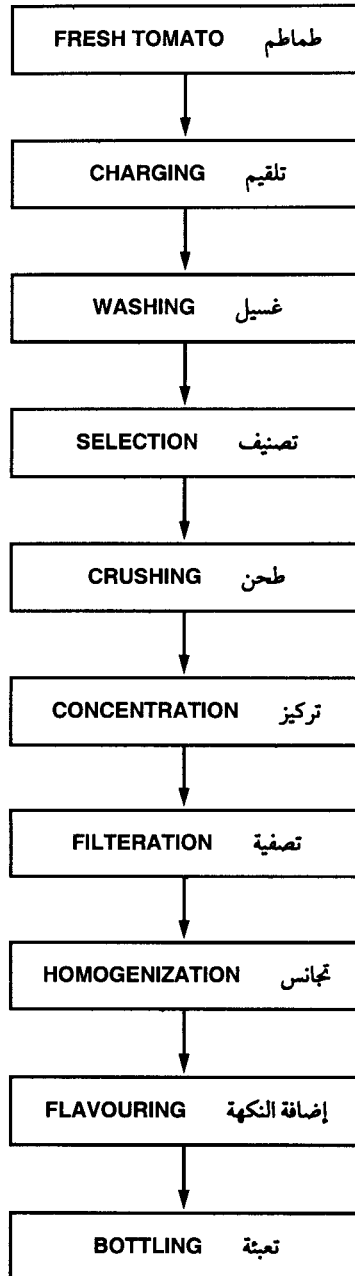 FRESH TOMATO طماطم
CHARGING تلقيم
WASHING غسيل
SELECTION تصنيف
CRUSHING طحن
CONCENTRATION تركيز
FILTERATION تصفية
HOMOGENIZATION تجانس
FLAVOURING إضافة النكهة
BOTTLING تعبئة